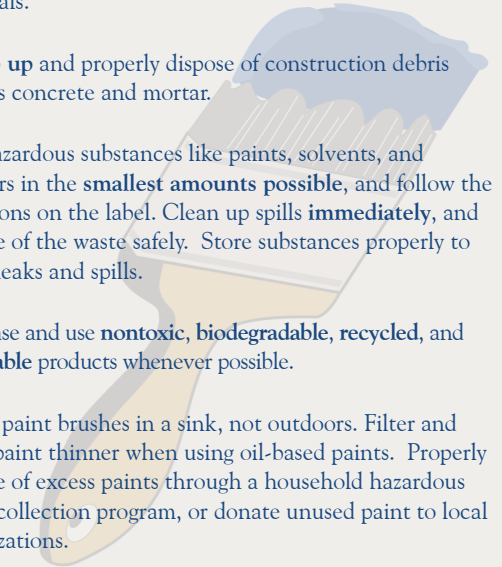 als.
up and properly dispose of construction debris
s concrete and mortar.
azardous substances like paints, solvents, and
rs in the smallest amounts possible, and follow the
ons on the label. Clean up spills immediately, and
e of the waste safely. Store substances properly to
leaks and spills.
ase and use nontoxic, biodegradable, recycled, and
able products whenever possible.
paint brushes in a sink, not outdoors. Filter and
paint thinner when using oil-based paints. Properly
e of excess paints through a household hazardous
collection program, or donate unused paint to local
zations.